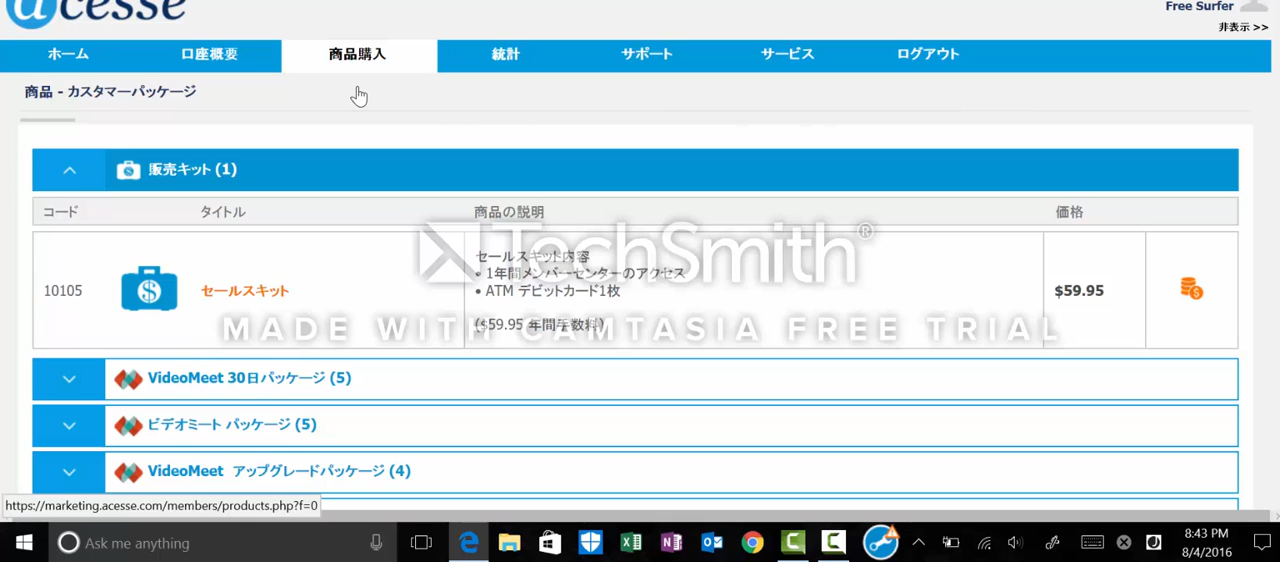 acesse
Free Surfer
非表示 >>
ホーム 口座概要 商品購入 統計 サポート サービス ログアウト
商品 - カスタマーパッケージ
販売キット (1)
コード タイトル 商品の説明 価格
TechSmith®
セールスキット内容
• 1年間メンバーセンターのアクセス
10105 セールスキット • ATM デビットカード1枚 $59.95
($59.95 年間手数料)
MADE WITH CAMTASIA FREE TRIAL
VideoMeet 30日パッケージ (5)
ビデオミート パッケージ (5)
VideoMeet アップグレードパッケージ (4)
https://marketing.acesse.com/members/products.php?f=0
Ask me anything
8:43 PM
8/4/2016